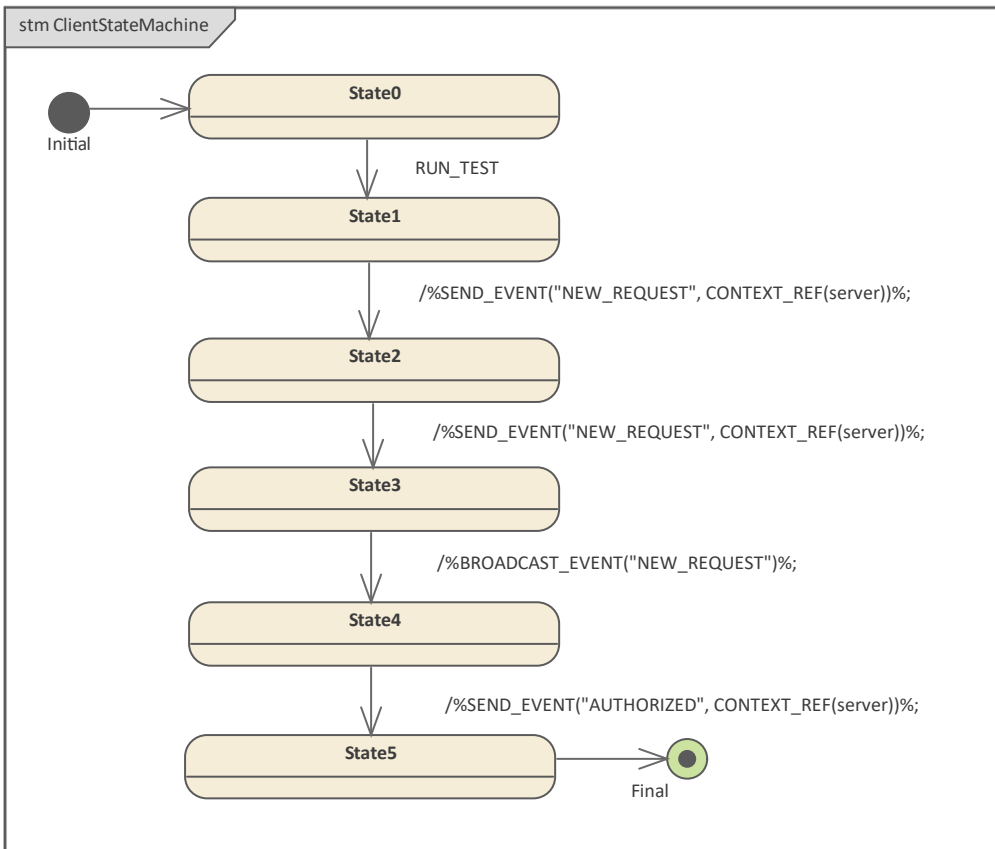 stm ClientStateMachine
State0
Initial
RUN_TEST
State1
/%SEND_EVENT("NEW_REQUEST", CONTEXT_REF(server))%;
State2
/%SEND_EVENT("NEW_REQUEST", CONTEXT_REF(server))%;
State3
/%BROADCAST_EVENT("NEW_REQUEST")%;
State4
/%SEND_EVENT("AUTHORIZED", CONTEXT_REF(server))%;
State5
Final